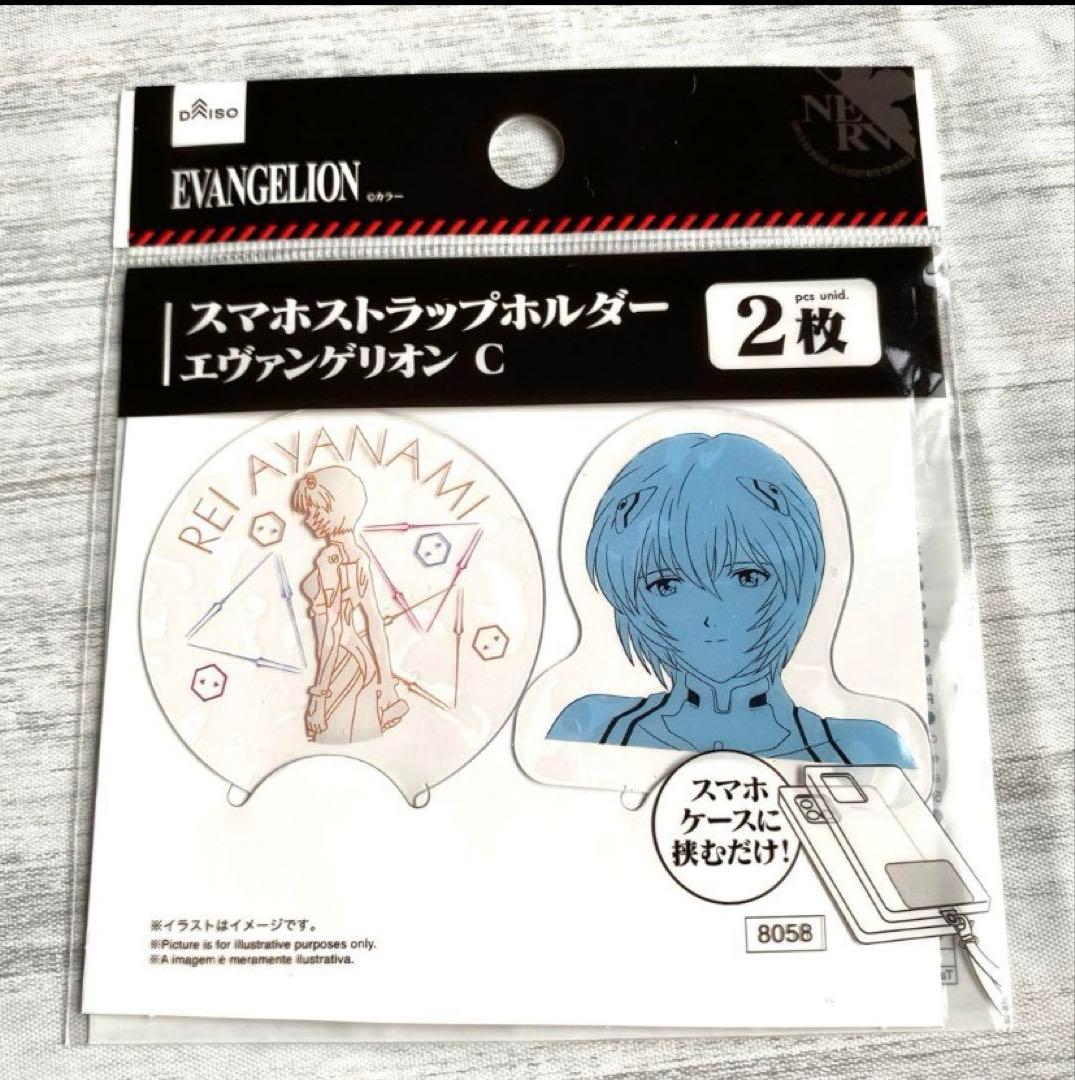 DAISO
EVANGELION ©カラー
NERV
スマホストラップホルダー
エヴァンゲリオン C
pcs unid.
2枚
REI AYANAMI
スマホ
ケースに
挟むだけ!
8058
※イラストはイメージです。
※Picture is for illustrative purposes only.
※A imagem é meramente ilustrativa.